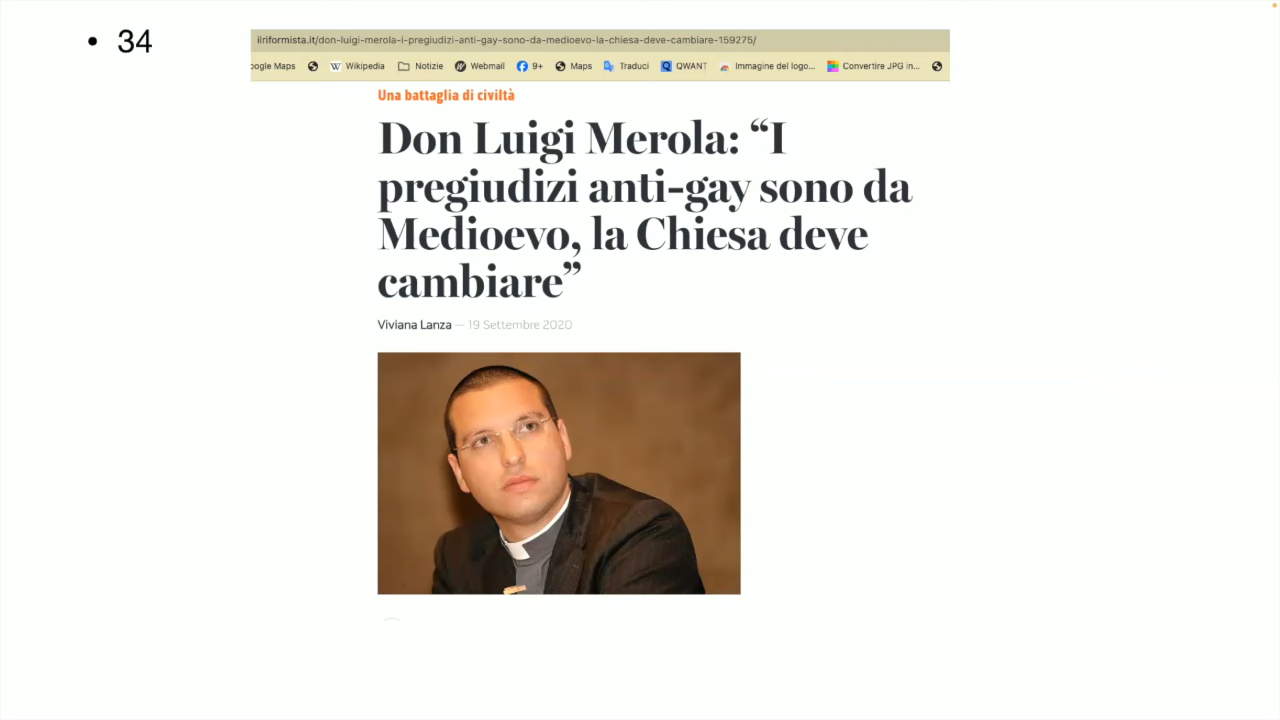 • 34
ilriformista.it/don-luigi-merola-i-pregiudizi-anti-gay-sono-da-medioevo-la-chiesa-deve-cambiare-159275/
oogle Maps Wikipedia Notizie Webmail 9+ Maps Traduci QWANT Immagine del logo... Convertire JPG in...
Una battaglia di civiltà
Don Luigi Merola: “I
pregiudizi anti-gay sono da
Medioevo, la Chiesa deve
cambiare”
Viviana Lanza — 19 Settembre 2020